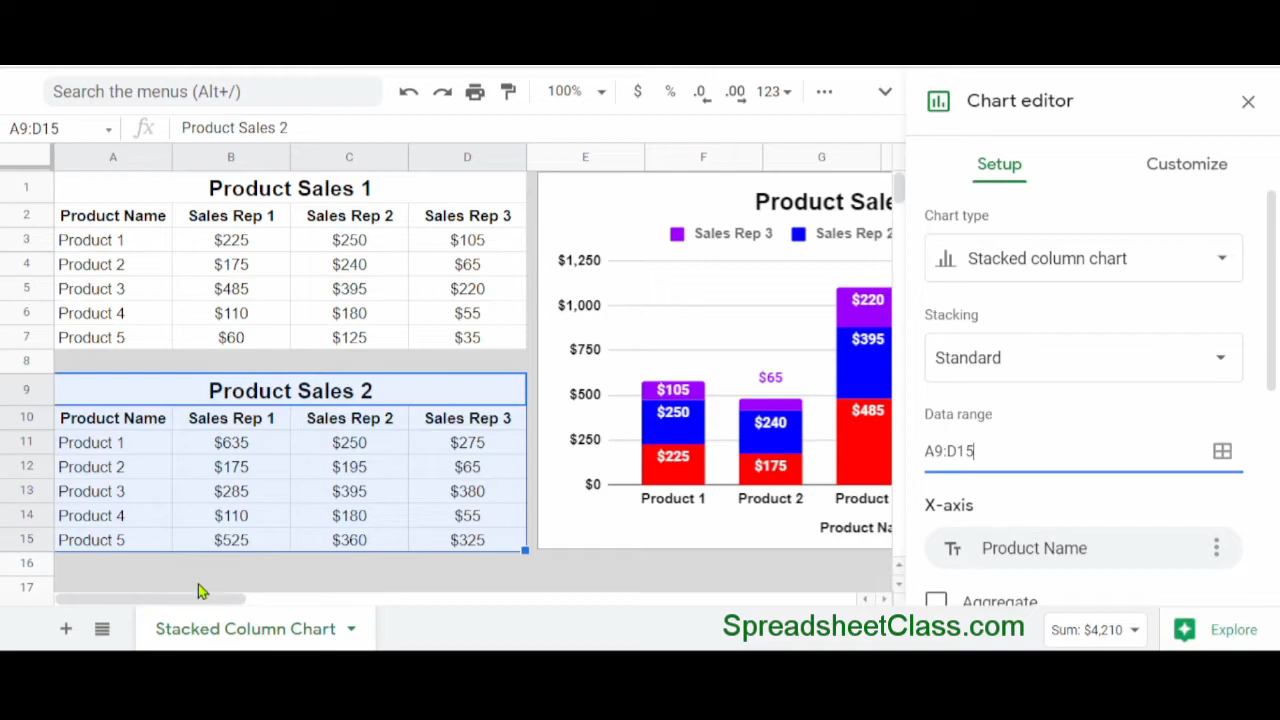 Search the menus (Alt+/)
100%
$ % .0 .00 123
Chart editor
A9:D15
fx
Product Sales 2
A B C D E F G
Setup Customize
1 Product Sales 1
2 Product Name Sales Rep 1 Sales Rep 2 Sales Rep 3
3 Product 1 $225 $250 $105
4 Product 2 $175 $240 $65
5 Product 3 $485 $395 $220
6 Product 4 $110 $180 $55
7 Product 5 $60 $125 $35
8
9 Product Sales 2
10 Product Name Sales Rep 1 Sales Rep 2 Sales Rep 3
11 Product 1 $635 $250 $275
12 Product 2 $175 $195 $65
13 Product 3 $285 $395 $380
14 Product 4 $110 $180 $55
15 Product 5 $525 $360 $325
16
17
Product Sale
Sales Rep 3 Sales Rep 2
$1,250
$1,000
$750
$500
$250
$0
$105
$250
$225
$65
$240
$175
$220
$395
$485
Product 1 Product 2 Product
Product Na
Chart type
Stacked column chart
Stacking
Standard
Data range
A9:D15
X-axis
Tт Product Name
Aggregate
Stacked Column Chart
SpreadsheetClass.com
Sum: $4,210
Explore